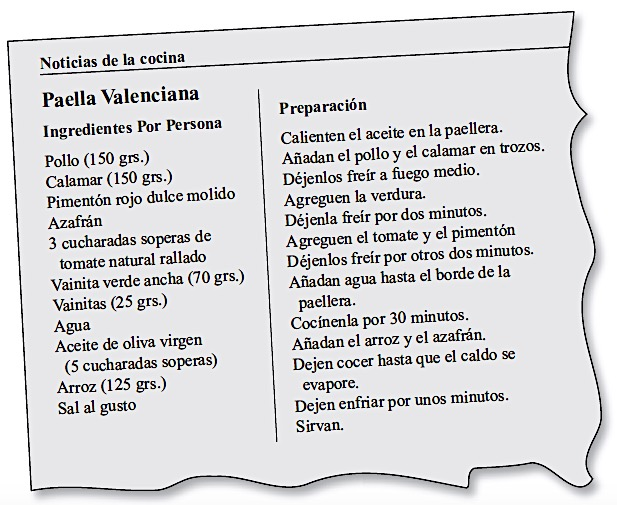 Noticias de la cocina
Paella Valenciana
Ingredientes Por Persona
Pollo (150 grs.)
Calamar (150 grs.)
Pimentón rojo dulce molido
Azafrán
3 cucharadas soperas de
tomate natural rallado
Vainita verde ancha (70 grs.)
Vainitas (25 grs.)
Agua
Aceite de oliva virgen
(5 cucharadas soperas)
Arroz (125 grs.)
Sal al gusto
Preparación
Calienten el aceite en la paellera.
Añadan el pollo y el calamar en trozos.
Déjenlos freír a fuego medio.
Agreguen la verdura.
Déjenla freír por dos minutos.
Agreguen el tomate y el pimentón
Déjenlos freír por otros dos minutos.
Añadan agua hasta el borde de la
paellera.
Cocínenla por 30 minutos.
Añadan el arroz y el azafrán.
Dejen cocer hasta que el caldo se
evapore.
Dejen enfriar por unos minutos.
Sirvan.